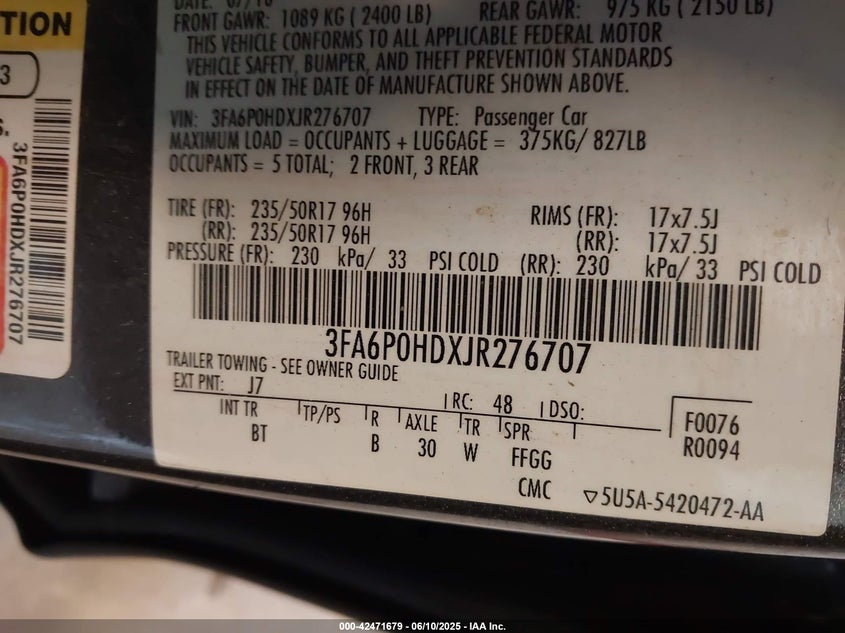 TION
3
S.
3FA6P0HDXJR276707
DATE: 07/18
FRONT GAWR: 1089 KG ( 2400 LB) REAR GAWR: 975 KG ( 2150 LB)
THIS VEHICLE CONFORMS TO ALL APPLICABLE FEDERAL MOTOR
VEHICLE SAFETY, BUMPER, AND THEFT PREVENTION STANDARDS
IN EFFECT ON THE DATE OF MANUFACTURE SHOWN ABOVE.
VIN: 3FA6P0HDXJR276707 TYPE: Passenger Car
MAXIMUM LOAD = OCCUPANTS + LUGGAGE = 375KG/ 827LB
OCCUPANTS = 5 TOTAL; 2 FRONT, 3 REAR
TIRE (FR): 235/50R17 96H RIMS (FR): 17x7.5J
(RR): 235/50R17 96H (RR): 17x7.5J
PRESSURE (FR): 230 kPa/ 33 PSI COLD (RR): 230 kPa/ 33 PSI COLD
3FA6P0HDXJR276707
TRAILER TOWING - SEE OWNER GUIDE
EXT PNT: J7 RC: 48 DSO:
INT TR TP/PS R AXLE TR SPR F0076
BT B 30 W FFGG R0094
CMC ▽5U5A-5420472-AA
000-42471679 - 06/10/2025 - IAA Inc.